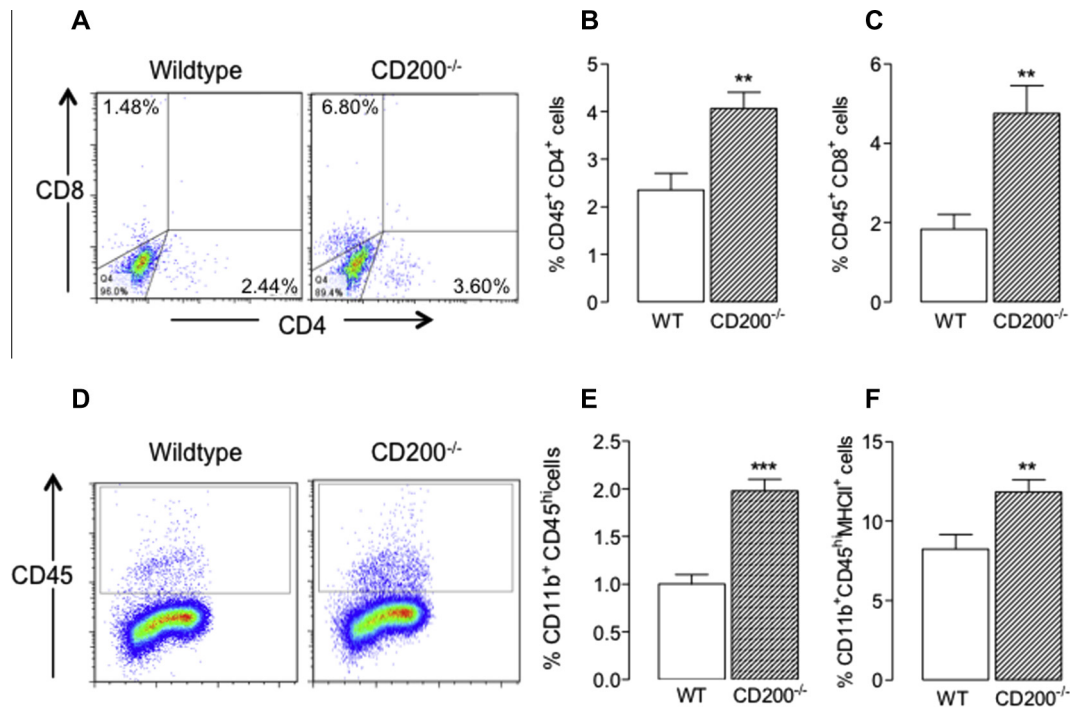 A
Wildtype
CD200-/-
1.48%
6.80%
CD8
Q4
96.0%
2.44%
Q4
89.4%
3.60%
CD4
B
% CD45+ CD4+ cells
5
4
3
2
1
0
**
WT
CD200-/-
C
% CD45+ CD8+ cells
6
4
2
0
**
WT
CD200-/-
D
Wildtype
CD200-/-
CD45
E
% CD11b+ CD45hicells
2.5
2.0
1.5
1.0
0.5
0.0
***
WT
CD200-/-
F
% CD11b+CD45hiMHCII+ cells
15
10
5
0
**
WT
CD200-/-